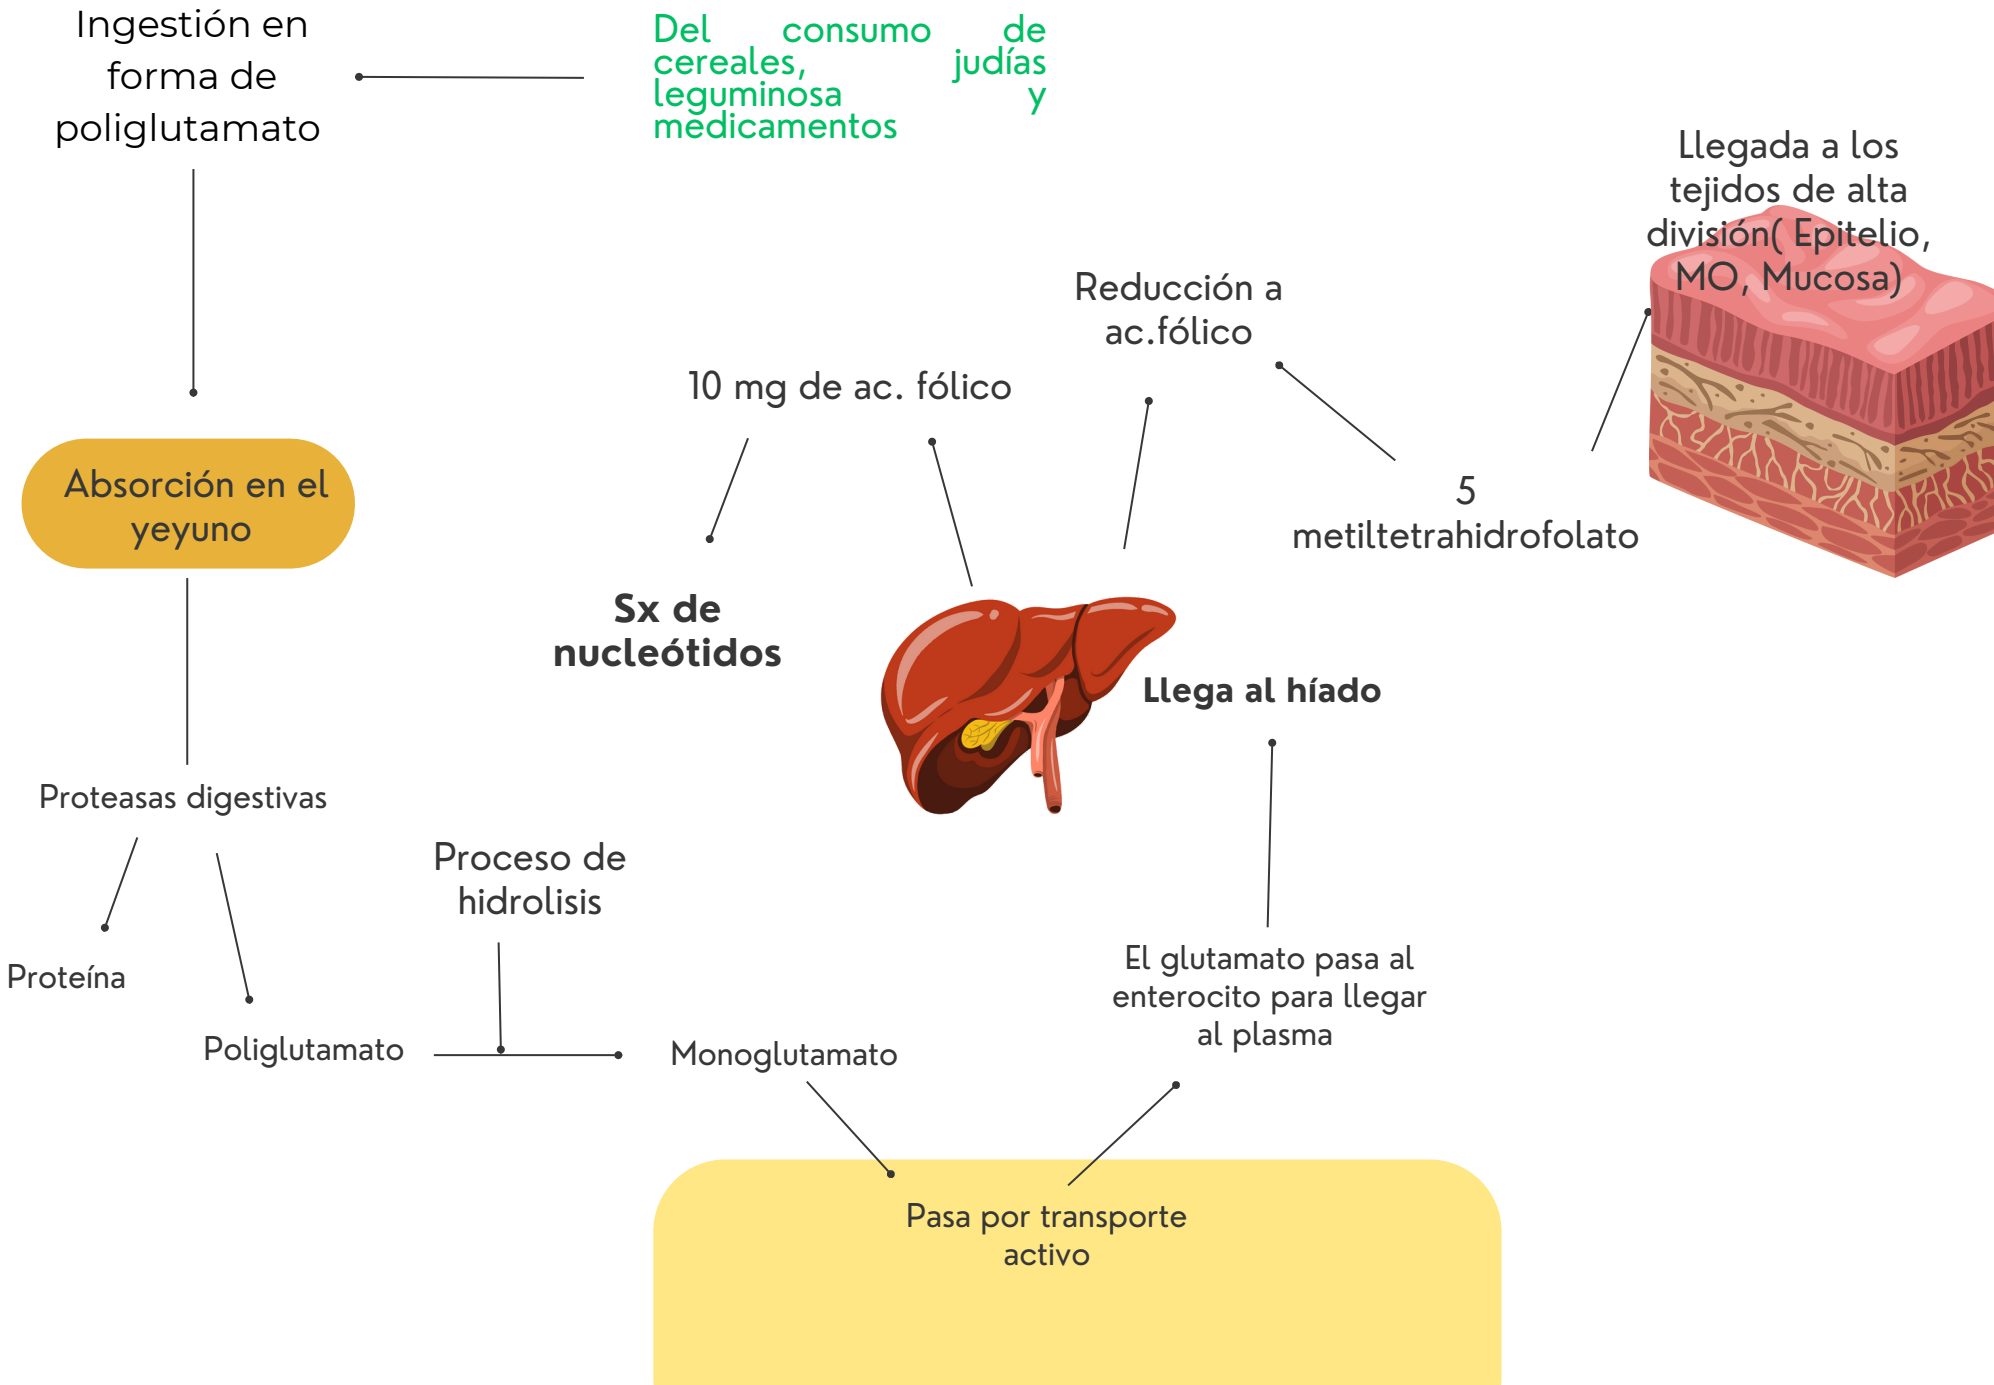 Ingestión en
forma de
poliglutamato
Del consumo de
cereales, judías
leguminosa y
medicamentos
Llegada a los
tejidos de alta
división( Epitelio,
MO, Mucosa)
Reducción a
ac.fólico
10 mg de ac. fólico
Absorción en el
yeyuno
5
metiltetrahidrofolato
Sx de
nucleótidos
Llega al híado
Proteasas digestivas
Proceso de
hidrolisis
Proteína
El glutamato pasa al
enterocito para llegar
al plasma
Poliglutamato
Monoglutamato
Pasa por transporte
activo